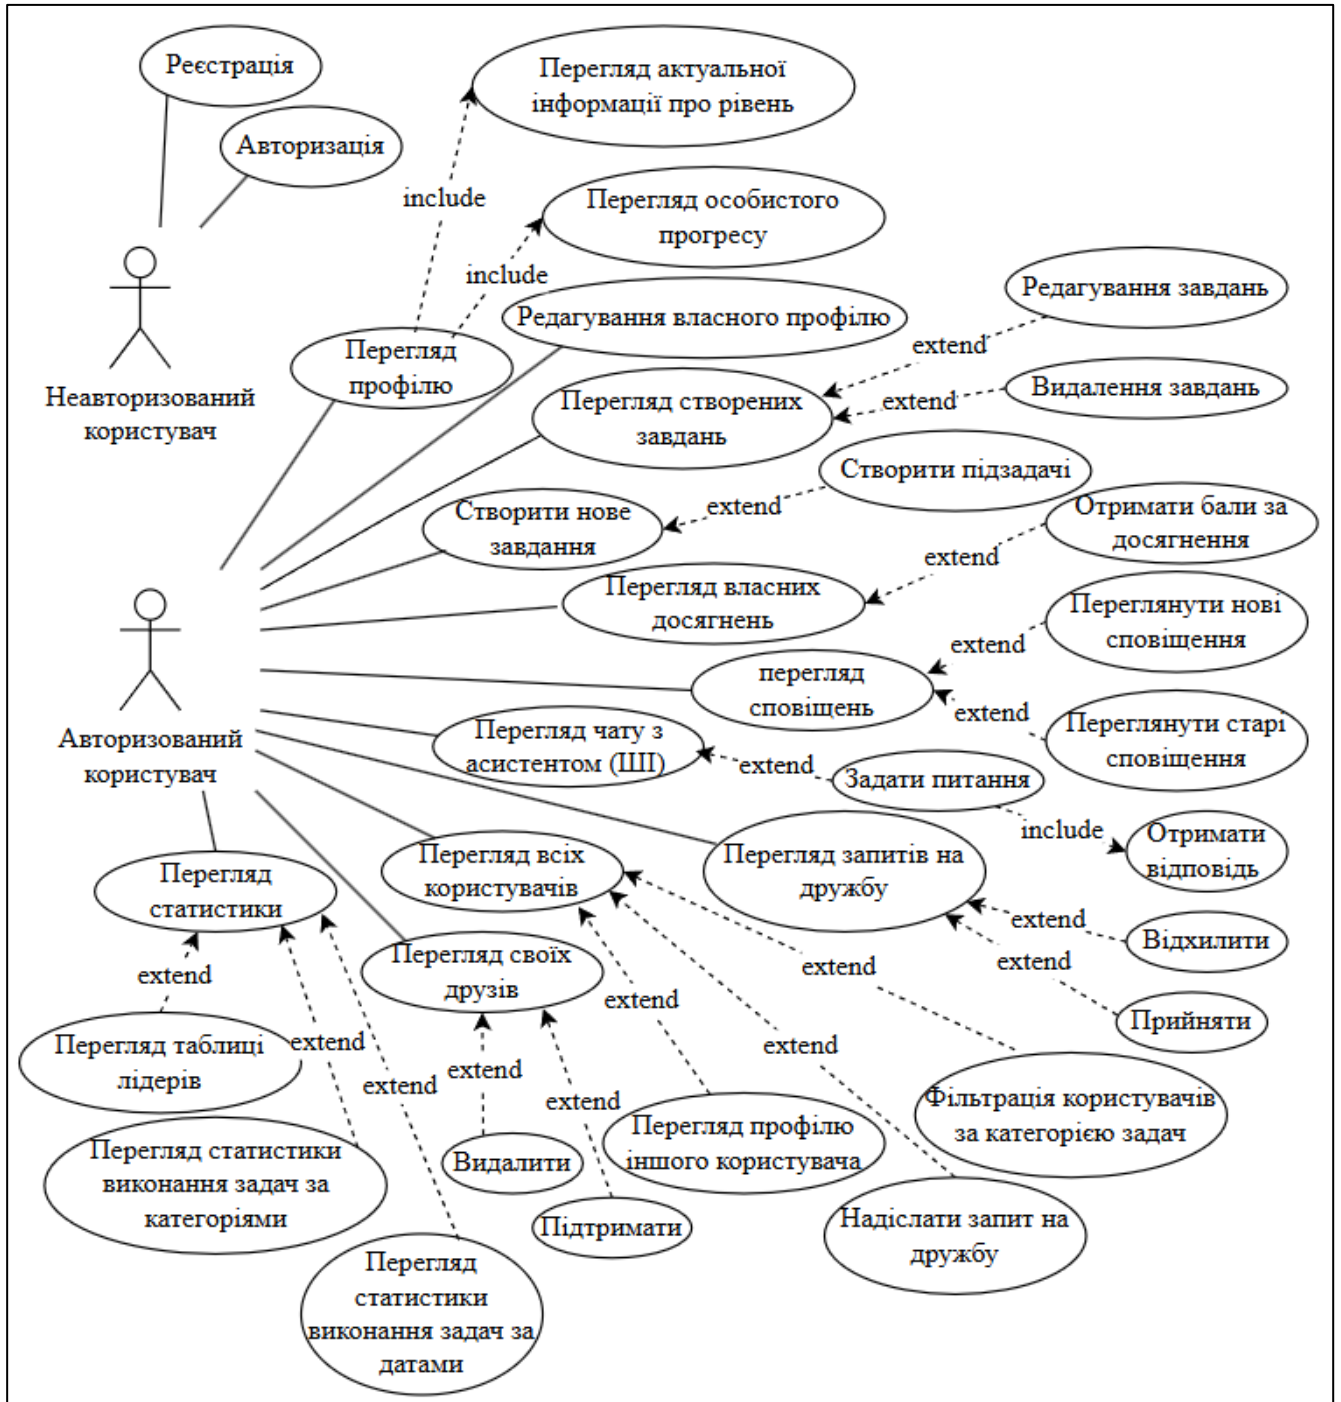 Реєстрація
Авторизація
Перегляд актуальної
інформації про рівень
include
Перегляд особистого
прогресу
include
Редагування власного профілю
Редагування завдань
extend
Перегляд
профілю
Неавторизований
користувач
Перегляд створених
завдань
extend
Видалення завдань
Створити підзадачі
extend
Створити нове
завдання
Отримати бали за
досягнення
extend
Перегляд власних
досягнень
Переглянути нові
сповіщення
extend
перегляд
сповіщень
extend
Переглянути старі
сповіщення
Авторизований
користувач
Перегляд чату з
асистентом (ШІ)
extend
Задати питання
include
Отримати
відповідь
Перегляд
статистики
Перегляд всіх
користувачів
Перегляд запитів на
дружбу
extend
Відхилити
extend
Прийняти
extend
Перегляд своїх
друзів
extend
extend
extend
Перегляд таблиці
лідерів
extend
extend
extend
extend
extend
Фільтрація користувачів
за категорією задач
Перегляд профілю
іншого користувача
Перегляд статистики
виконання задач за
категоріями
Видалити
Підтримати
Надіслати запит на
дружбу
Перегляд
статистики
виконання задач за
датами